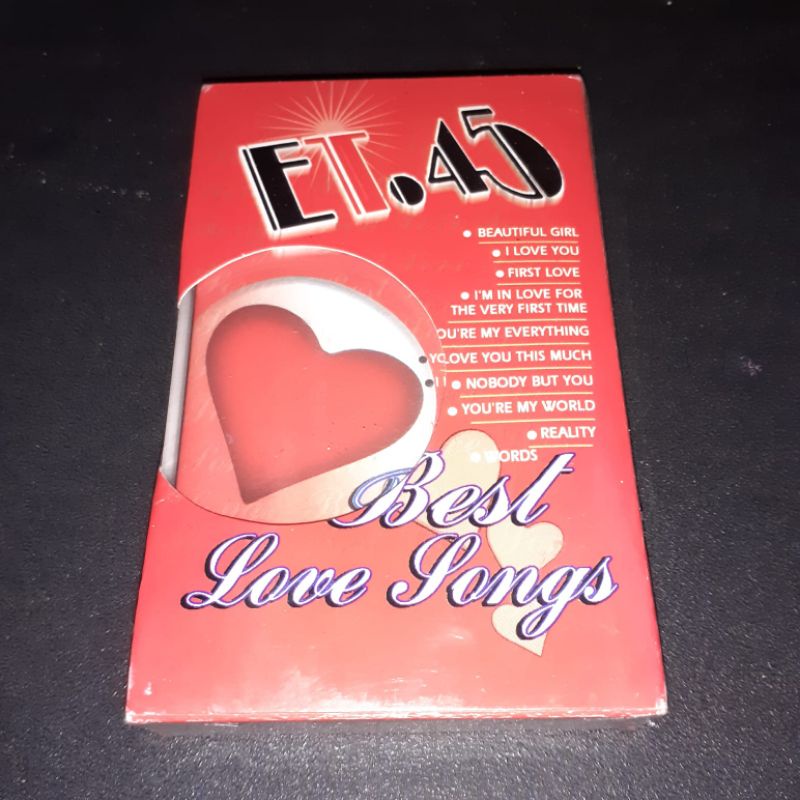 ET.45
• BEAUTIFUL GIRL
• I LOVE YOU
• FIRST LOVE
• I'M IN LOVE FOR
THE VERY FIRST TIME
OU'RE MY EVERYTHING
• YO LOVE YOU THIS MUCH
• I • NOBODY BUT YOU
• YOU'RE MY WORLD
• REALITY
• WORDS
Best
Love Songs